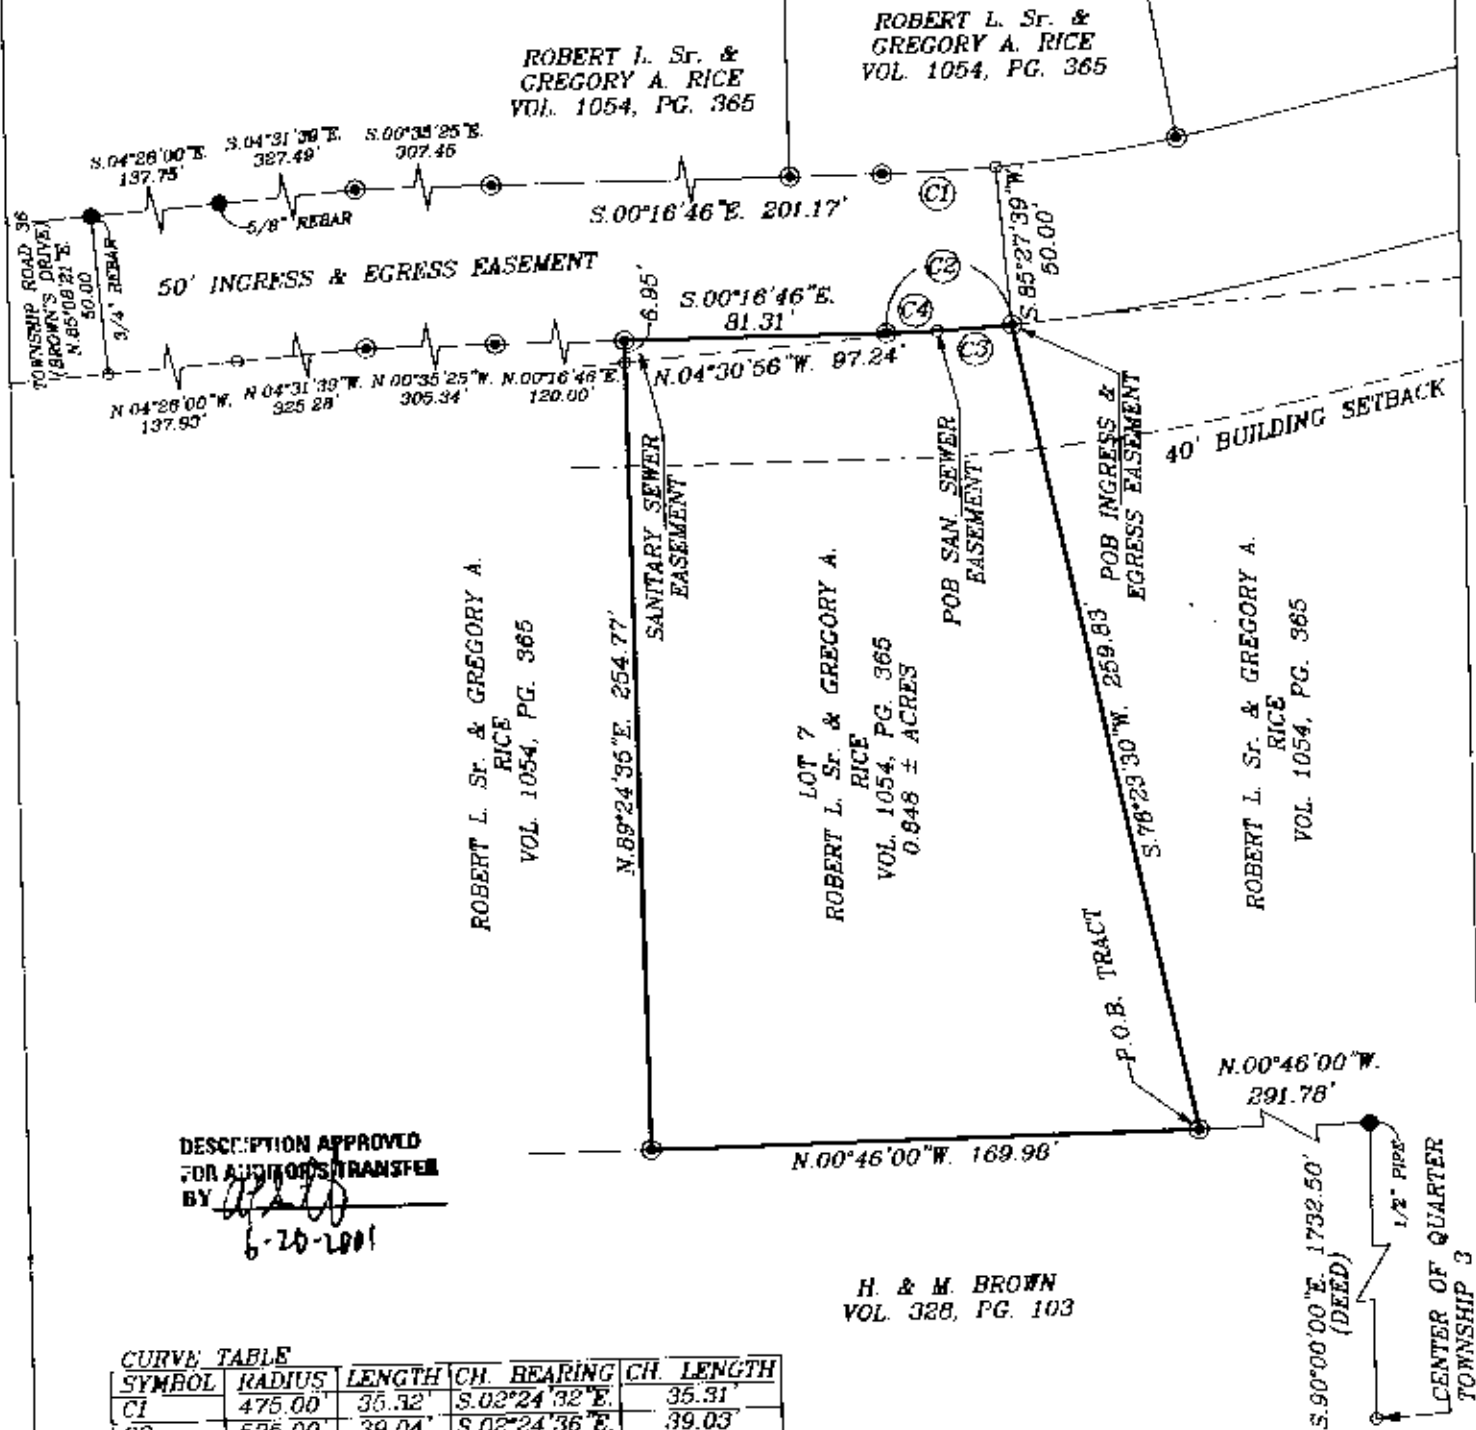 ROBERT L. Sr. &
GREGORY A. RICE
VOL. 1054, PG. 365
ROBERT L. Sr. &
GREGORY A. RICE
VOL. 1054, PG. 365
S.04°26'00"E.
137.75'
S.04°31'39"E.
327.49'
S.00°35'25"E.
307.45
5/8" REBAR
S.00°16'46"E. 201.17'
C1
S.85°27'39"W.
50.00'
TOWNSHIP ROAD 36
(BROWN'S DRIVE)
N.85°08'21"E.
50.00
3/4" REBAR
50' INGRESS & EGRESS EASEMENT
6.95'
S.00°16'46"E.
81.31'
C2
C4
C3
N.04°30'56"W. 97.24'
N 04°26'00"W.
137.93'
N 04°31'39"W.
325.28'
N 00°35'25"W.
305.34'
N.00°16'46"E.
120.00'
40' BUILDING SETBACK
SANITARY SEWER
EASEMENT
POB SAN. SEWER
EASEMENT
POB INGRESS &
EGRESS EASEMENT
ROBERT L. Sr. & GREGORY A.
RICE
VOL. 1054, PG. 365
N.89°24'35"E. 254.77'
LOT 7
ROBERT L. Sr. & GREGORY A.
RICE
VOL. 1054, PG. 365
0.848 ± ACRES
S.78°23'30"W. 259.83'
ROBERT L. Sr. & GREGORY A.
RICE
VOL. 1054, PG. 365
P.O.B. TRACT
N.00°46'00"W.
291.78'
N.00°46'00"W. 169.98'
DESCRIPTION APPROVED
FOR AUDITOR'S TRANSFER
BY
6-20-2001
1/2" PIPE
S.90°00'00"E. 1732.50'
(DEED)
CENTER OF QUARTER
TOWNSHIP 3
H. & M. BROWN
VOL. 328, PG. 103
CURVE TABLE
SYMBOL RADIUS LENGTH CH. BEARING CH. LENGTH
C1 475.00' 35.32' S.02°24'32"E. 35.31'
39.04' S.02°24'36"E. 39.03'